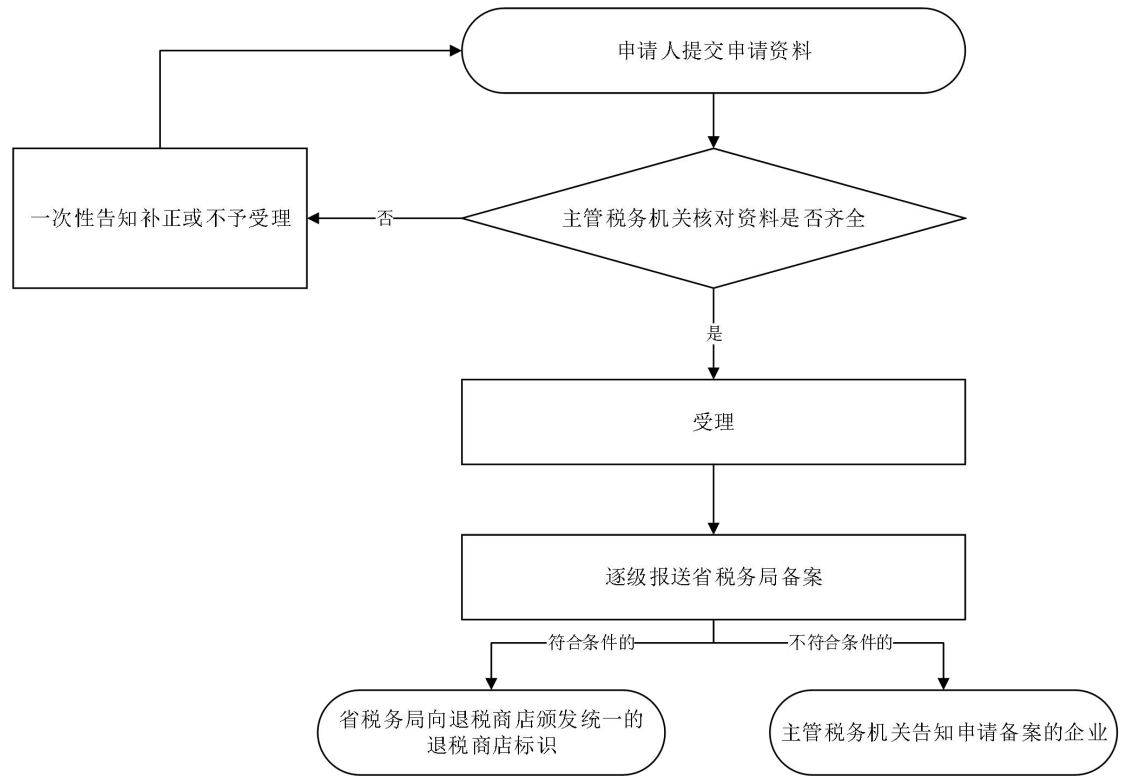 申请人提交申请资料
一次性告知补正或不予受理
否
主管税务机关核对资料是否齐全
是
受理
逐级报送省税务局备案
符合条件的
不符合条件的
省税务局向退税商店颁发统一的
退税商店标识
主管税务机关告知申请备案的企业